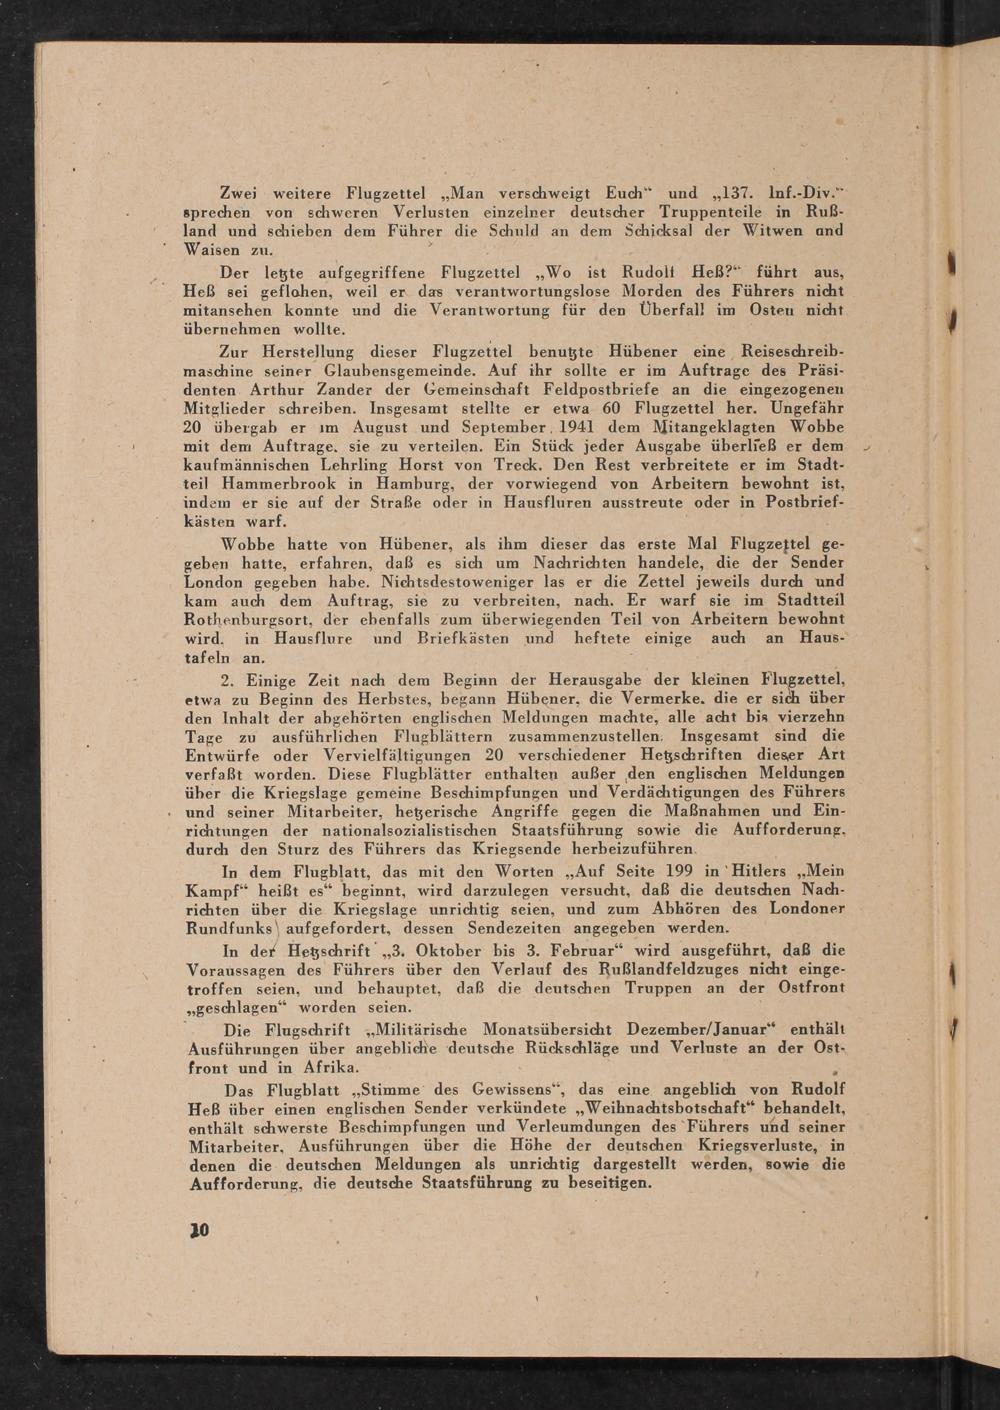 Zwei weitere Flugzettel „Man verschweigt Euch“ und „137. Inf.-Div.“
sprechen von schweren Verlusten einzelner deutscher Truppenteile in Ruß-
land und schieben dem Führer die Schuld an dem Schicksal der Witwen and
Waisen zu.
Der letzte aufgegriffene Flugzettel „Wo ist Rudolf Heß?“ führt aus,
Heß sei geflohen, weil er das verantwortungslose Morden des Führers nicht
mitansehen konnte und die Verantwortung für den Überfall im Osten nicht
übernehmen wollte.
Zur Herstellung dieser Flugzettel benutzte Hübener eine Reiseschreib-
maschine seiner Glaubensgemeinde. Auf ihr sollte er im Auftrage des Präsi-
denten Arthur Zander der Gemeinschaft Feldpostbriefe an die eingezogenen
Mitglieder schreiben. Insgesamt stellte er etwa 60 Flugzettel her. Ungefähr
20 übergab er im August und September 1941 dem Mitangeklagten Wobbe
mit dem Auftrage, sie zu verteilen. Ein Stück jeder Ausgabe überließ er dem
kaufmännischen Lehrling Horst von Treck. Den Rest verbreitete er im Stadt-
teil Hammerbrook in Hamburg, der vorwiegend von Arbeitern bewohnt ist,
indem er sie auf der Straße oder in Hausfluren ausstreute oder in Postbrief-
kästen warf.
Wobbe hatte von Hübener, als ihm dieser das erste Mal Flugzettel ge-
geben hatte, erfahren, daß es sich um Nachrichten handele, die der Sender
London gegeben habe. Nichtsdestoweniger las er die Zettel jeweils durch und
kam auch dem Auftrag, sie zu verbreiten, nach. Er warf sie im Stadtteil
Rothenburgsort, der ebenfalls zum überwiegenden Teil von Arbeitern bewohnt
wird, in Hausflure und Briefkästen und heftete einige auch an Haus-
tafeln an.
2. Einige Zeit nach dem Beginn der Herausgabe der kleinen Flugzettel,
etwa zu Beginn des Herbstes, begann Hübener, die Vermerke, die er sich über
den Inhalt der abgehörten englischen Meldungen machte, alle acht bis vierzehn
Tage zu ausführlichen Flugblättern zusammenzustellen. Insgesamt sind die
Entwürfe oder Vervielfältigungen 20 verschiedener Hetzschriften dieser Art
verfaßt worden. Diese Flugblätter enthalten außer den englischen Meldungen
über die Kriegslage gemeine Beschimpfungen und Verdächtigungen des Führers
und seiner Mitarbeiter, hetzerische Angriffe gegen die Maßnahmen und Ein-
richtungen der nationalsozialistischen Staatsführung sowie die Aufforderung,
durch den Sturz des Führers das Kriegsende herbeizuführen.
In dem Flugblatt, das mit den Worten „Auf Seite 199 in Hitlers „Mein
Kampf“ heißt es“ beginnt, wird darzulegen versucht, daß die deutschen Nach-
richten über die Kriegslage unrichtig seien, und zum Abhören des Londoner
Rundfunks aufgefordert, dessen Sendezeiten angegeben werden.
In der Hetzschrift „3. Oktober bis 3. Februar“ wird ausgeführt, daß die
Voraussagen des Führers über den Verlauf des Rußlandfeldzuges nicht einge-
troffen seien, und behauptet, daß die deutschen Truppen an der Ostfront
„geschlagen“ worden seien.
Die Flugschrift „Militärische Monatsübersicht Dezember/Januar“ enthält
Ausführungen über angebliche deutsche Rückschläge und Verluste an der Ost-
front und in Afrika.
Das Flugblatt „Stimme des Gewissens“, das eine angeblich von Rudolf
Heß über einen englischen Sender verkündete „Weihnachtsbotschaft“ behandelt,
enthält schwerste Beschimpfungen und Verleumdungen des Führers und seiner
Mitarbeiter, Ausführungen über die Höhe der deutschen Kriegsverluste, in
denen die deutschen Meldungen als unrichtig dargestellt werden, sowie die
Aufforderung, die deutsche Staatsführung zu beseitigen.
10